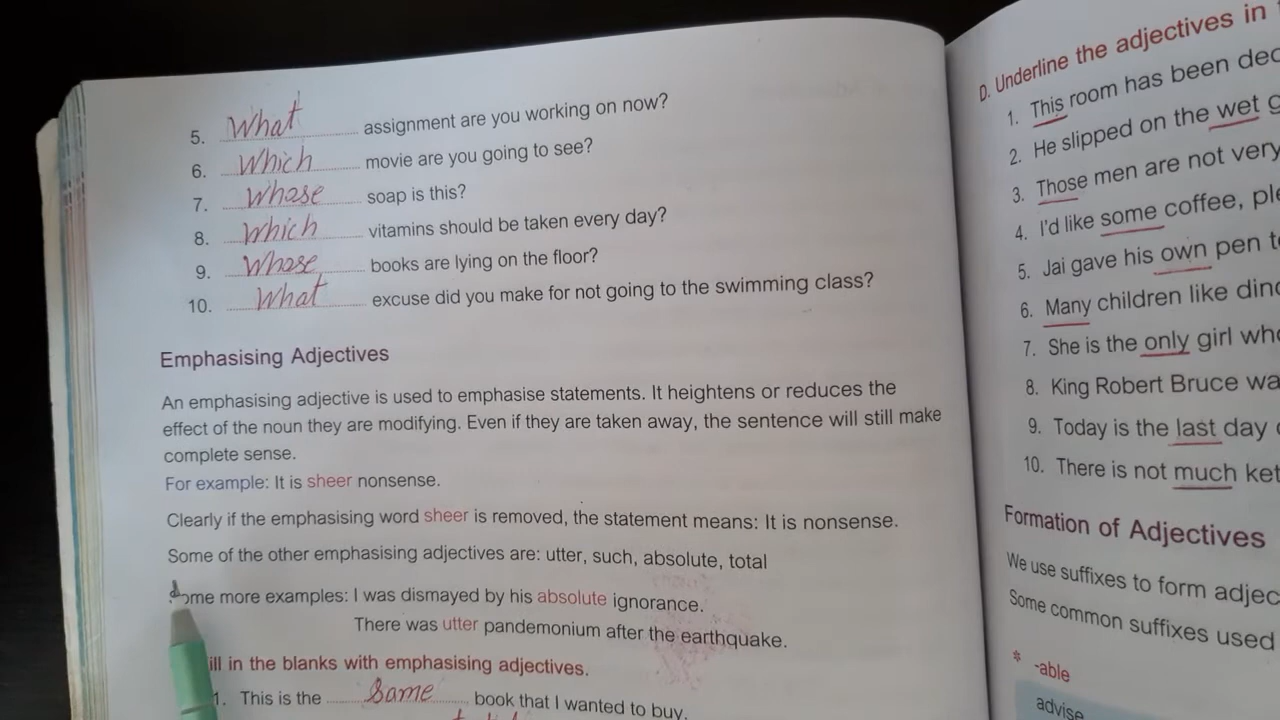 5. What assignment are you working on now?
6. Which movie are you going to see?
7. Whose soap is this?
8. Which vitamins should be taken every day?
9. Whose books are lying on the floor?
10. What excuse did you make for not going to the swimming class?
Emphasising Adjectives
An emphasising adjective is used to emphasise statements. It heightens or reduces the
effect of the noun they are modifying. Even if they are taken away, the sentence will still make
complete sense.
For example: It is sheer nonsense.
Clearly if the emphasising word sheer is removed, the statement means: It is nonsense.
Some of the other emphasising adjectives are: utter, such, absolute, total
ome more examples: I was dismayed by his absolute ignorance.
There was utter pandemonium after the earthquake.
ill in the blanks with emphasising adjectives.
1. This is the same book that I wanted to buy.
D. Underline the adjectives in
1. This room has been dec
2. He slipped on the wet g
3. Those men are not very
4. I'd like some coffee, ple
5. Jai gave his own pen t
6. Many children like dino
7. She is the only girl who
8. King Robert Bruce wa
9. Today is the last day
10. There is not much ket
Formation of Adjectives
We use suffixes to form adjec
Some common suffixes used
* -able
advise